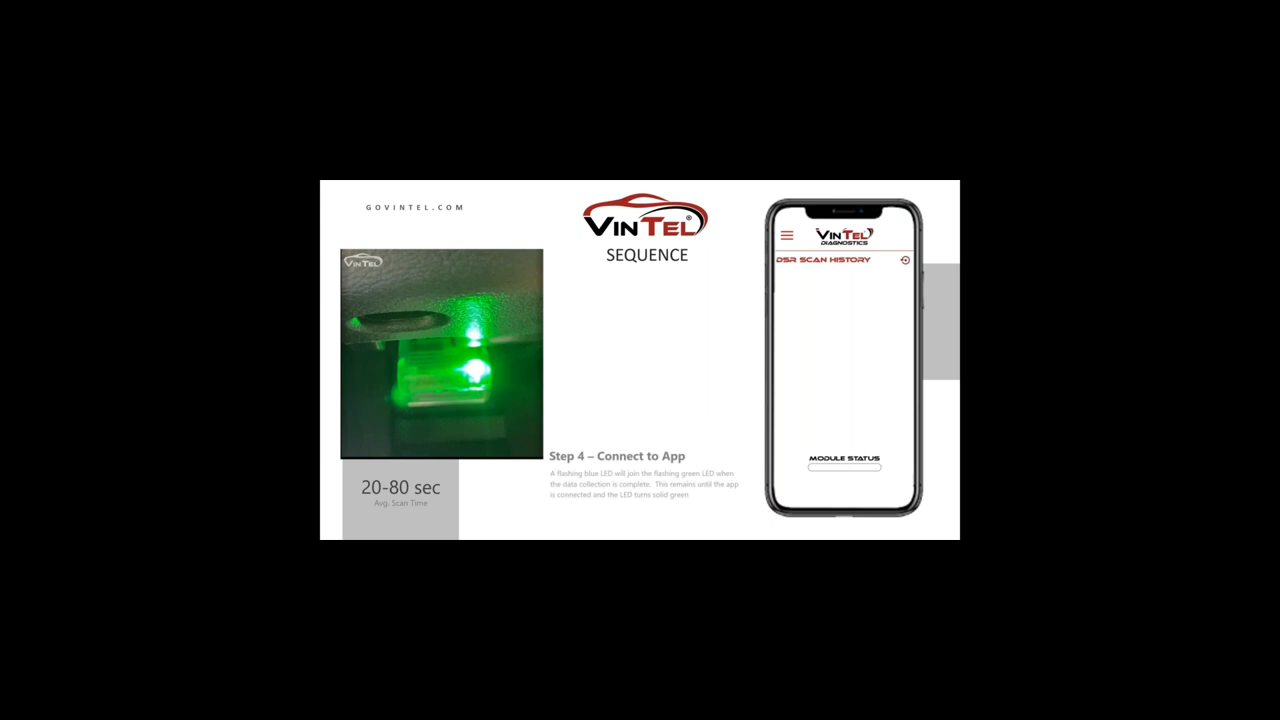 GOVINTEL.COM
VINTEL®
SEQUENCE
VINTEL
20-80 sec
Avg. Scan Time
Step 4 – Connect to App
A flashing blue LED will join the flashing green LED when
the data collection is complete. This remains until the app
is connected and the LED turns solid green
VINTEL
DIAGNOSTICS
DSR SCAN HISTORY
MODULE STATUS